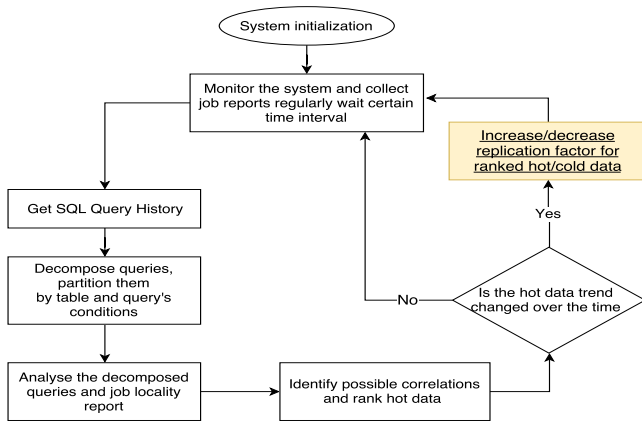 System initialization
Monitor the system and collect
job reports regularly wait certain
time interval
Increase/decrease
replication factor for
ranked hot/cold data
Get SQL Query History
Yes
Decompose queries,
partition them
by table and query's
conditions
No
Is the hot data trend
changed over the time
Analyse the decomposed
queries and job locality
report
Identify possible correlations
and rank hot data